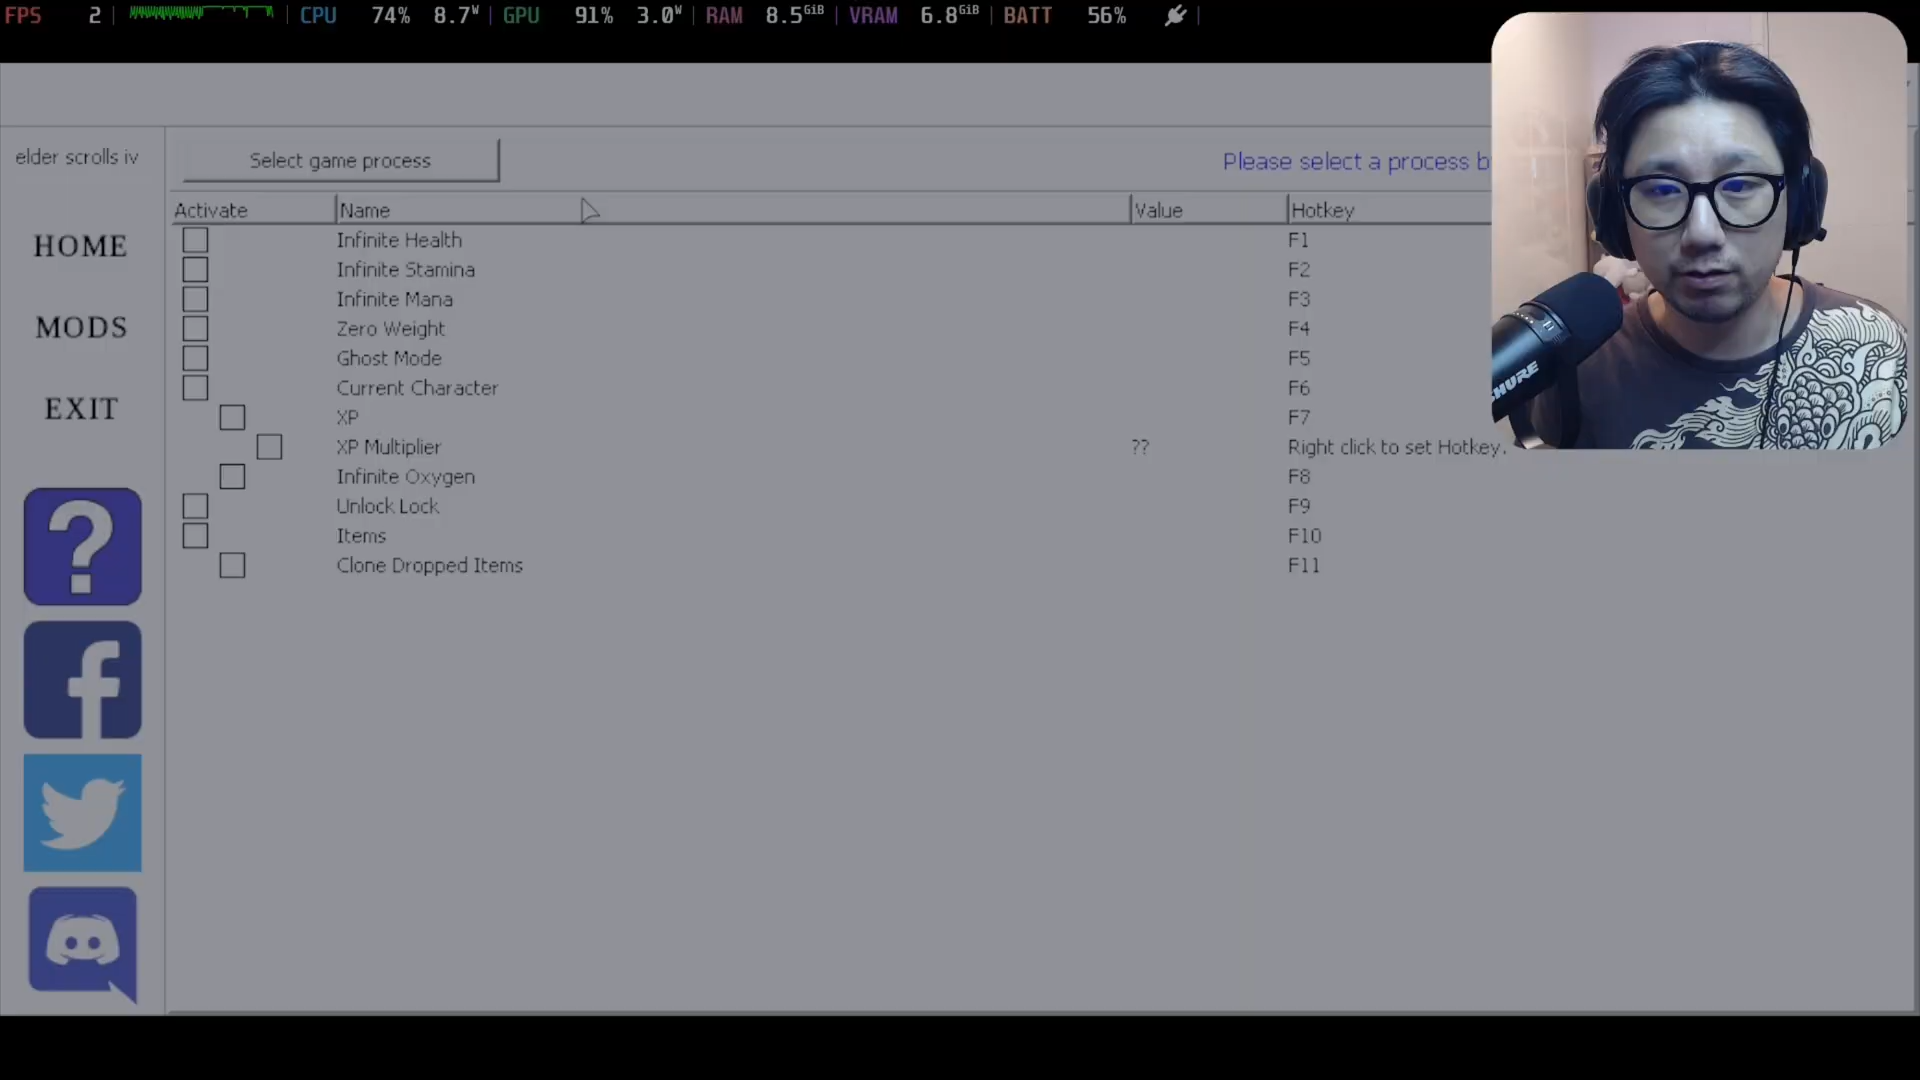 FPS 2 CPU 74% 8.7W GPU 91% 3.0W RAM 8.5GiB VRAM 6.8GiB BATT 56%
elder scrolls iv
Select game process
Please select a process b
Activate Name Value Hotkey
Infinite Health F1
Infinite Stamina F2
Infinite Mana F3
Zero Weight F4
Ghost Mode F5
Current Character F6
XP F7
XP Multiplier ?? Right click to set Hotkey.
Infinite Oxygen F8
Unlock Lock F9
Items F10
Clone Dropped Items F11
HOME
MODS
EXIT
?
f
SHURE